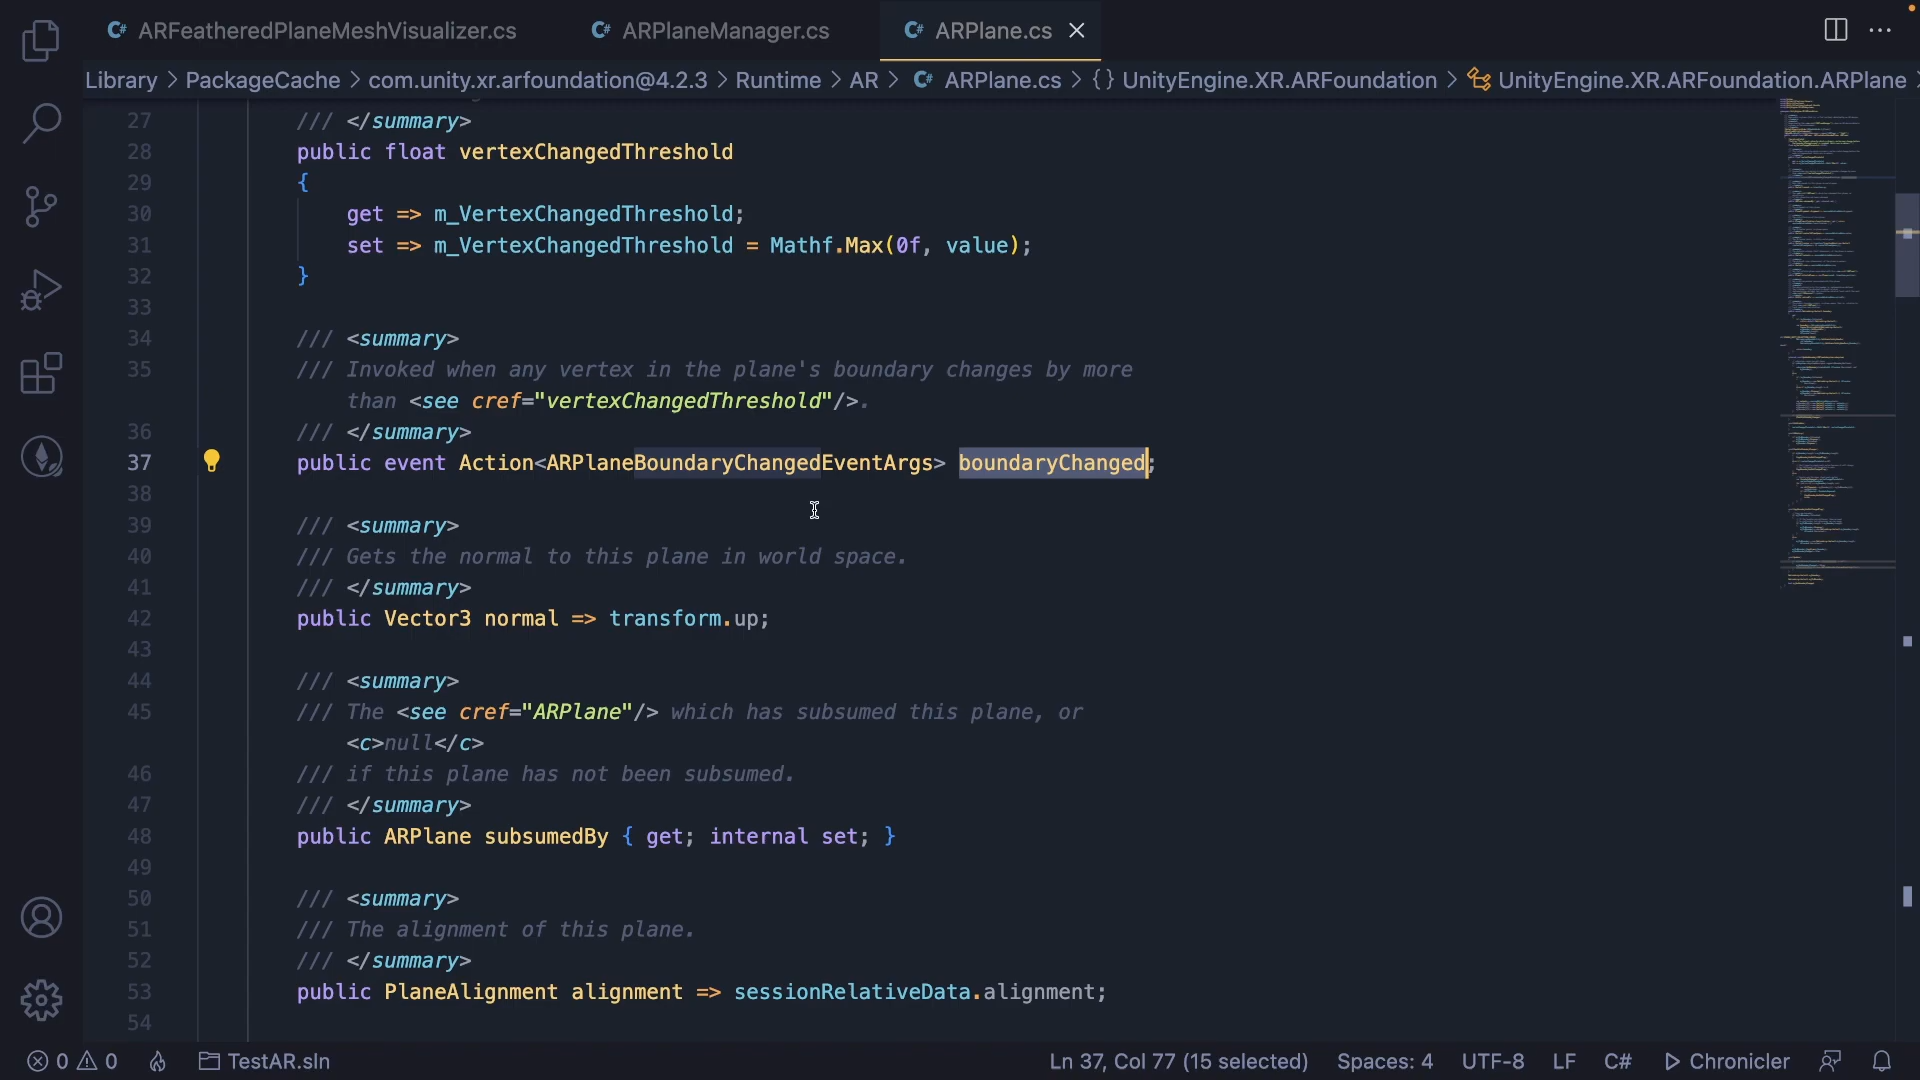 C# ARFeatheredPlaneMeshVisualizer.cs C# ARPlaneManager.cs C# ARPlane.cs
Library > PackageCache > com.unity.xr.arfoundation@4.2.3 > Runtime > AR > C# ARPlane.cs > {} UnityEngine.XR.ARFoundation > UnityEngine.XR.ARFoundation.ARPlane >
27 /// </summary>
28 public float vertexChangedThreshold
29 {
30 get => m_VertexChangedThreshold;
31 set => m_VertexChangedThreshold = Mathf.Max(0f, value);
32 }
33
34 /// <summary>
35 /// Invoked when any vertex in the plane's boundary changes by more
than <see cref="vertexChangedThreshold"/>.
36 /// </summary>
37 public event Action<ARPlaneBoundaryChangedEventArgs> boundaryChanged;
38
39 /// <summary>
40 /// Gets the normal to this plane in world space.
41 /// </summary>
42 public Vector3 normal => transform.up;
43
44 /// <summary>
45 /// The <see cref="ARPlane"/> which has subsumed this plane, or
<c>null</c>
46 /// if this plane has not been subsumed.
47 /// </summary>
48 public ARPlane subsumedBy { get; internal set; }
49
50 /// <summary>
51 /// The alignment of this plane.
52 /// </summary>
53 public PlaneAlignment alignment => sessionRelativeData.alignment;
54
0 0 TestAR.sln Ln 37, Col 77 (15 selected) Spaces: 4 UTF-8 LF C# Chronicler